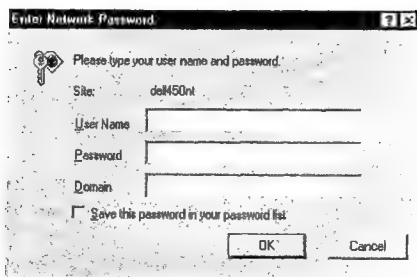 Enter Network Password
Please type your user name and password.
Site: dell450nt
User Name
Password
Domain
Save this password in your password list
OK Cancel